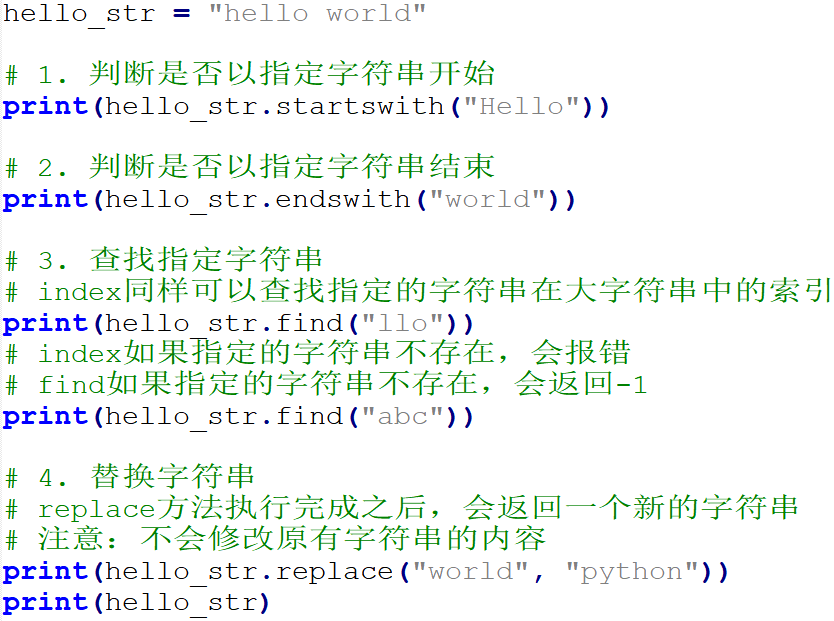 hello_str = "hello world"
# 1. 判断是否以指定字符串开始
print(hello_str.startswith("Hello"))
# 2. 判断是否以指定字符串结束
print(hello_str.endswith("world"))
# 3. 查找指定字符串
# index同样可以查找指定的字符串在大字符串中的索引
print(hello_str.find("llo"))
# index如果指定的字符串不存在，会报错
# find如果指定的字符串不存在，会返回-1
print(hello_str.find("abc"))
# 4. 替换字符串
# replace方法执行完成之后，会返回一个新的字符串
# 注意：不会修改原有字符串的内容
print(hello_str.replace("world", "python"))
print(hello_str)